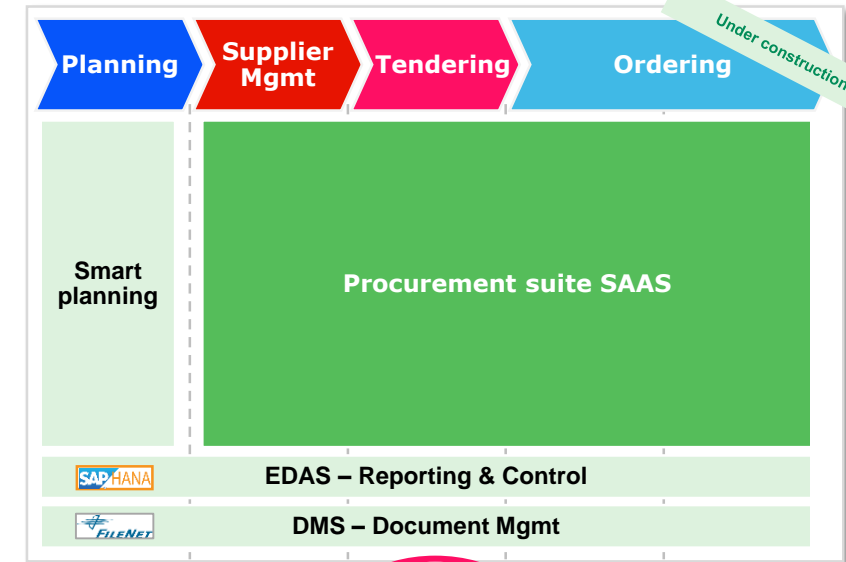 Under construction
Planning
Supplier
Mgmt
Tendering
Ordering
Smart
planning
Procurement suite SAAS
SAP HANA
EDAS – Reporting & Control
FILENET
DMS – Document Mgmt